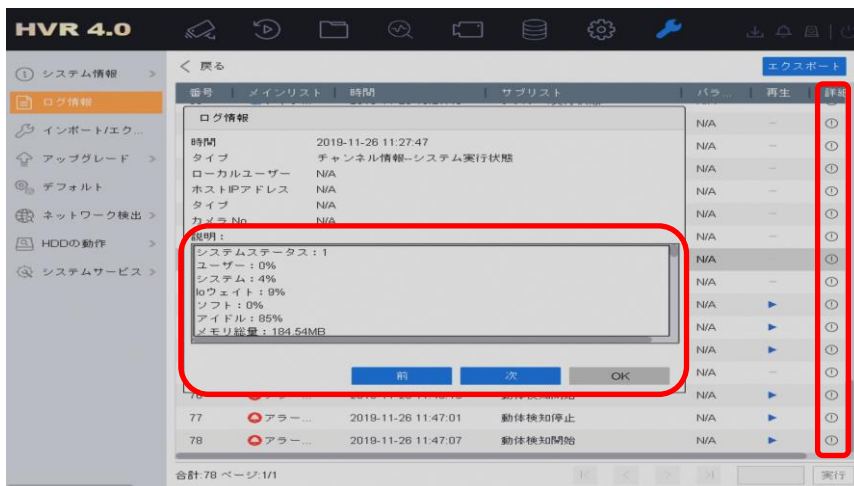 HVR 4.0
システム情報
ログ情報
インポート/エク...
アップグレード
デフォルト
ネットワーク検出
HDDの動作
システムサービス
戻る
エクスポート
番号 メインリスト 時間 サブリスト パラ... 再生 詳細
ログ情報
時間 2019-11-26 11:27:47
タイプ チャンネル情報--システム実行状態
ローカルユーザー N/A
ホストIPアドレス N/A
タイプ N/A
カメラ No. N/A
説明:
システムステータス:1
ユーザー:0%
システム:4%
Ioウェイト:9%
ソフト:0%
アイドル:85%
メモリ総量:184.54MB
前 次 OK
N/A
N/A
N/A
N/A
N/A
N/A
N/A
N/A
N/A
N/A
N/A
N/A
N/A
77 アラー... 2019-11-26 11:47:01 動体検知停止 N/A
78 アラー... 2019-11-26 11:47:07 動体検知開始 N/A
合計:78 ページ:1/1
実行